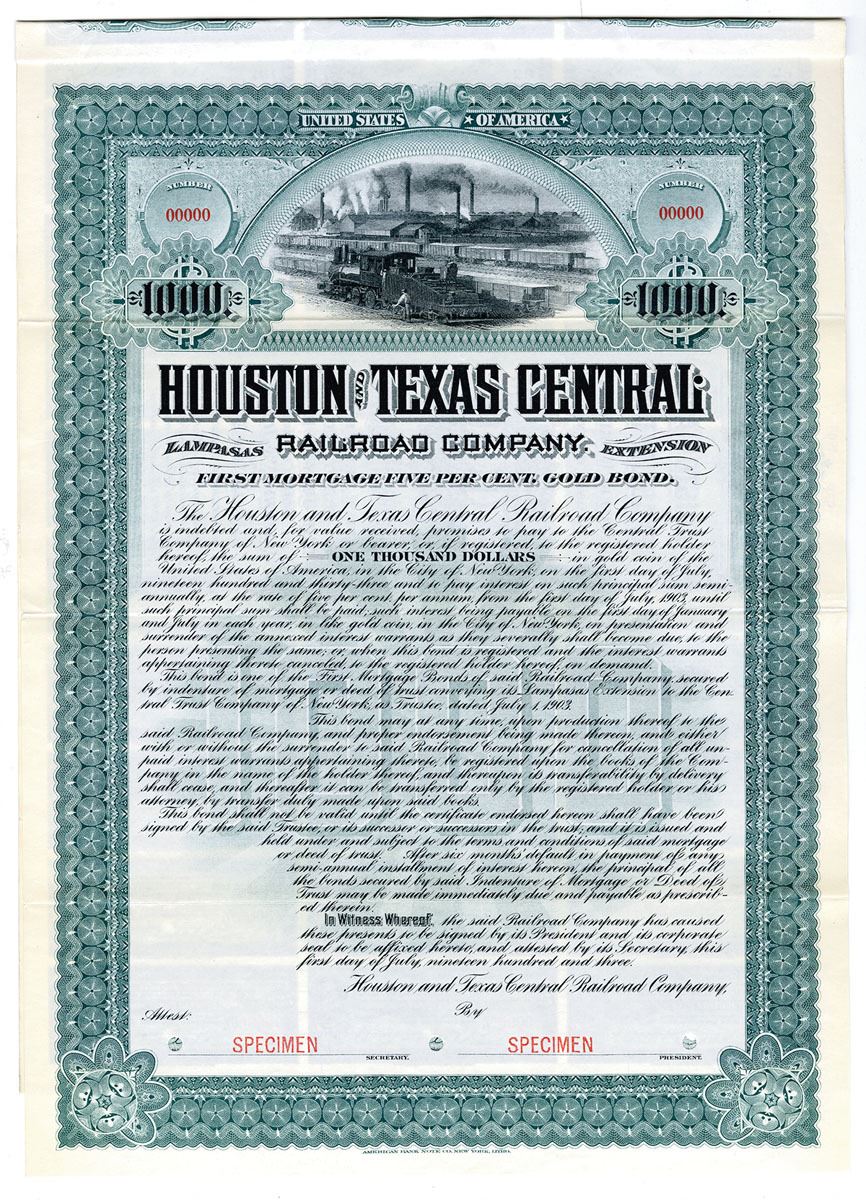 UNITED STATES OF AMERICA
NUMBER
00000
NUMBER
00000
1000.
1000.
HOUSTON AND TEXAS CENTRAL
LAMPASAS RAILROAD COMPANY. EXTENSION
FIRST MORTGAGE FIVE PER CENT. GOLD BOND.
The Houston and Texas Central Railroad Company
is indebted and, for value received, promises to pay to the Central Trust
Company of New York or bearer, or, if registered, to the registered holder
hereof, the sum of ONE THOUSAND DOLLARS in gold coin of the
United States of America, in the City of New York, on the first day of July,
nineteen hundred and thirty-three and to pay interest on such principal sum semi-
annually, at the rate of five per cent. per annum, from the first day of July, 1903, until
such principal sum shall be paid, such interest being payable on the first day of January
and July in each year, in like gold coin, in the City of New York, on presentation and
surrender of the annexed interest warrants as they severally shall become due, to the
person presenting the same, or, when this bond is registered and the interest warrants
appertaining thereto canceled, to the registered holder hereof, on demand.
This bond is one of the First Mortgage Bonds of said Railroad Company, secured
by indenture of mortgage or deed of trust conveying its Lampasas Extension to the Cen-
tral Trust Company of New York, as Trustee, dated July 1, 1903.
This bond may at any time, upon production thereof to the
said Railroad Company, and proper endorsement being made thereon, and either
with or without the surrender to said Railroad Company for cancellation of all un-
paid interest warrants appertaining thereto, be registered upon the books of the Com-
pany in the name of the holder thereof, and thereupon its transferability by delivery
shall cease, and thereafter it can be transferred only by the registered holder or his
attorney, by transfer duly made upon said books.
This bond shall not be valid until the certificate endorsed hereon shall have been
signed by the said Trustee, or its successor or successors in the trust; and it is issued and
held under and subject to the terms and conditions of said mortgage
or deed of trust. After six months default in payment of any
semi-annual installment of interest hereon, the principal of all
the bonds secured by said Indenture of Mortgage or Deed of
Trust may be made immediately due and payable, as prescrib-
ed therein.
In Witness Whereof, the said Railroad Company has caused
these presents to be signed by its President and its corporate
seal to be affixed hereto, and attested by its Secretary, this
first day of July, nineteen hundred and three.
Houston and Texas Central Railroad Company,
Attest: By
SPECIMEN SPECIMEN
SECRETARY. PRESIDENT.
AMERICAN BANK NOTE CO. NEW YORK, LITHO.